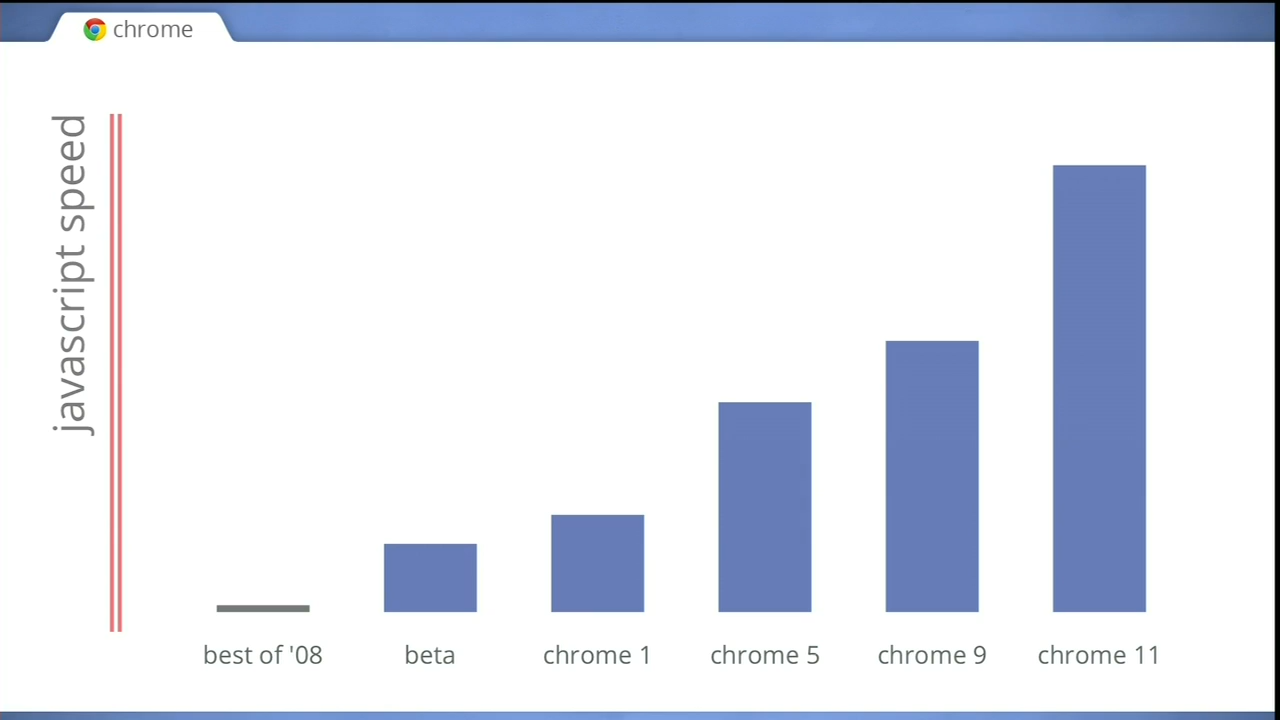 chrome
javascript speed
best of '08
beta
chrome 1
chrome 5
chrome 9
chrome 11